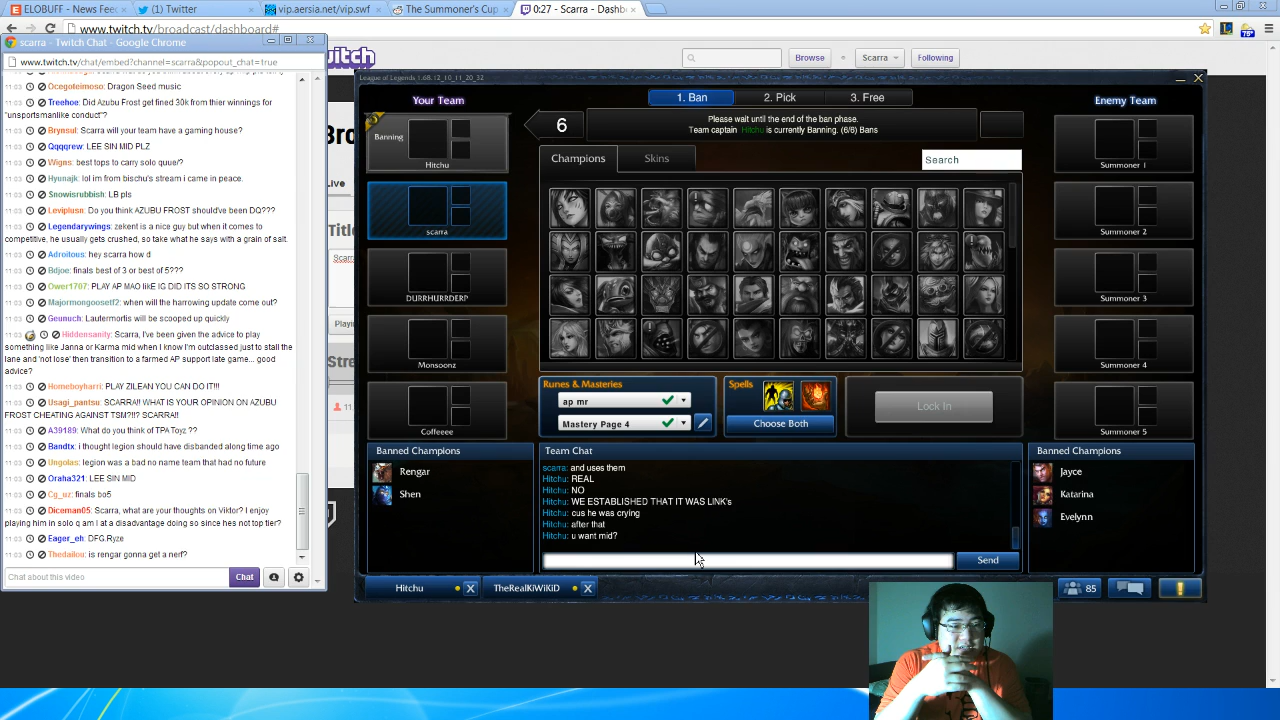 ELOBUFF - News Fee
(1) Twitter
vip.aersia.net/vip.swf
The Summoner's Cup
0:27 - Scarra - Dashb
www.twitch.tv/broadcast/dashboard#
scarra - Twitch Chat - Google Chrome
www.twitch.tv/chat/embed?channel=scarra&popout_chat=true
Browse
Scarra
Following
11:03 Ocegoteimoso: Dragon Seed music
11:03 Treehoe: Did Azubu Frost get fined 30k from thier winnings for
"unsportsmanlike conduct"?
11:03 Brynsul: Scarra will your team have a gaming house?
11:03 Qqqqrew: LEE SIN MID PLZ
11:03 Wigns: best tops to carry solo quue/?
11:03 Hyunajk: lol im from bischu's stream i came in peace.
11:03 Snowisrubbish: LB pls
11:03 Leviplusn: Do you think AZUBU FROST should've been DQ???
11:03 Legendarywings: zekent is a nice guy but when it comes to
competitive, he usually gets crushed, so take what he says with a grain of salt.
11:03 Adroitous: hey scarra how d
11:03 Bdjoe: finals best of 3 or best of 5???
11:03 Ower1707: PLAY AP MAO likE IG DID ITS SO STRONG
11:03 Majormongoosetf2: when will the harrowing update come out?
11:03 Geunuch: Lautermortis will be scooped up quickly
11:03 Hiddensanity: Scarra, I've been given the advice to play
something like Janna or Karma mid when I know I'm outclassed just to stall the
lane and 'not lose' then transition to a farmed AP support late game... good
advice?
11:03 Homeboyharri: PLAY ZILEAN YOU CAN DO IT!!!
11:03 Usagi_pantsu: SCARRA!! WHAT IS YOUR OPINION ON AZUBU
FROST CHEATING AGAINST TSM?!!? SCARRA!!
11:03 A39189: What do you think of TPA Toyz ??
11:03 Bandtx: i thought legion should have disbanded along time ago
11:03 Ungolas: legion was a bad no name team that had no future
11:03 Oraha321: LEE SIN MID
11:03 Cg_uz: finals bo5
11:03 Diceman05: Scarra, what are your thoughts on Viktor? I enjoy
playing him in solo q am I at a disadvantage doing so since hes not top tier?
11:03 Eager_eh: DFG.Ryze
11:03 Thedailou: is rengar gonna get a nerf?
Chat about this video
Chat
Bro
Live
Title
Scarra
Playin
Stre
League of Legends 1.68.12_10_11_20_32
Your Team
1. Ban
2. Pick
3. Free
Enemy Team
6
Please wait until the end of the ban phase.
Team captain Hitchu is currently Banning. (6/6) Bans
Banning
Hitchu
scarra
DURRHURRDERP
Monsoonz
Coffeeee
Champions
Skins
Search
Summoner 1
Summoner 2
Summoner 3
Summoner 4
Summoner 5
Runes & Masteries
ap mr
Mastery Page 4
Spells
Choose Both
Lock In
Banned Champions
Rengar
Shen
Team Chat
scarra: and uses them
Hitchu: REAL
Hitchu: NO
Hitchu: WE ESTABLISHED THAT IT WAS LINK's
Hitchu: cus he was crying
Hitchu: after that
Hitchu: u want mid?
Send
Banned Champions
Jayce
Katarina
Evelynn
Hitchu
TheRealKiWiKiD
85